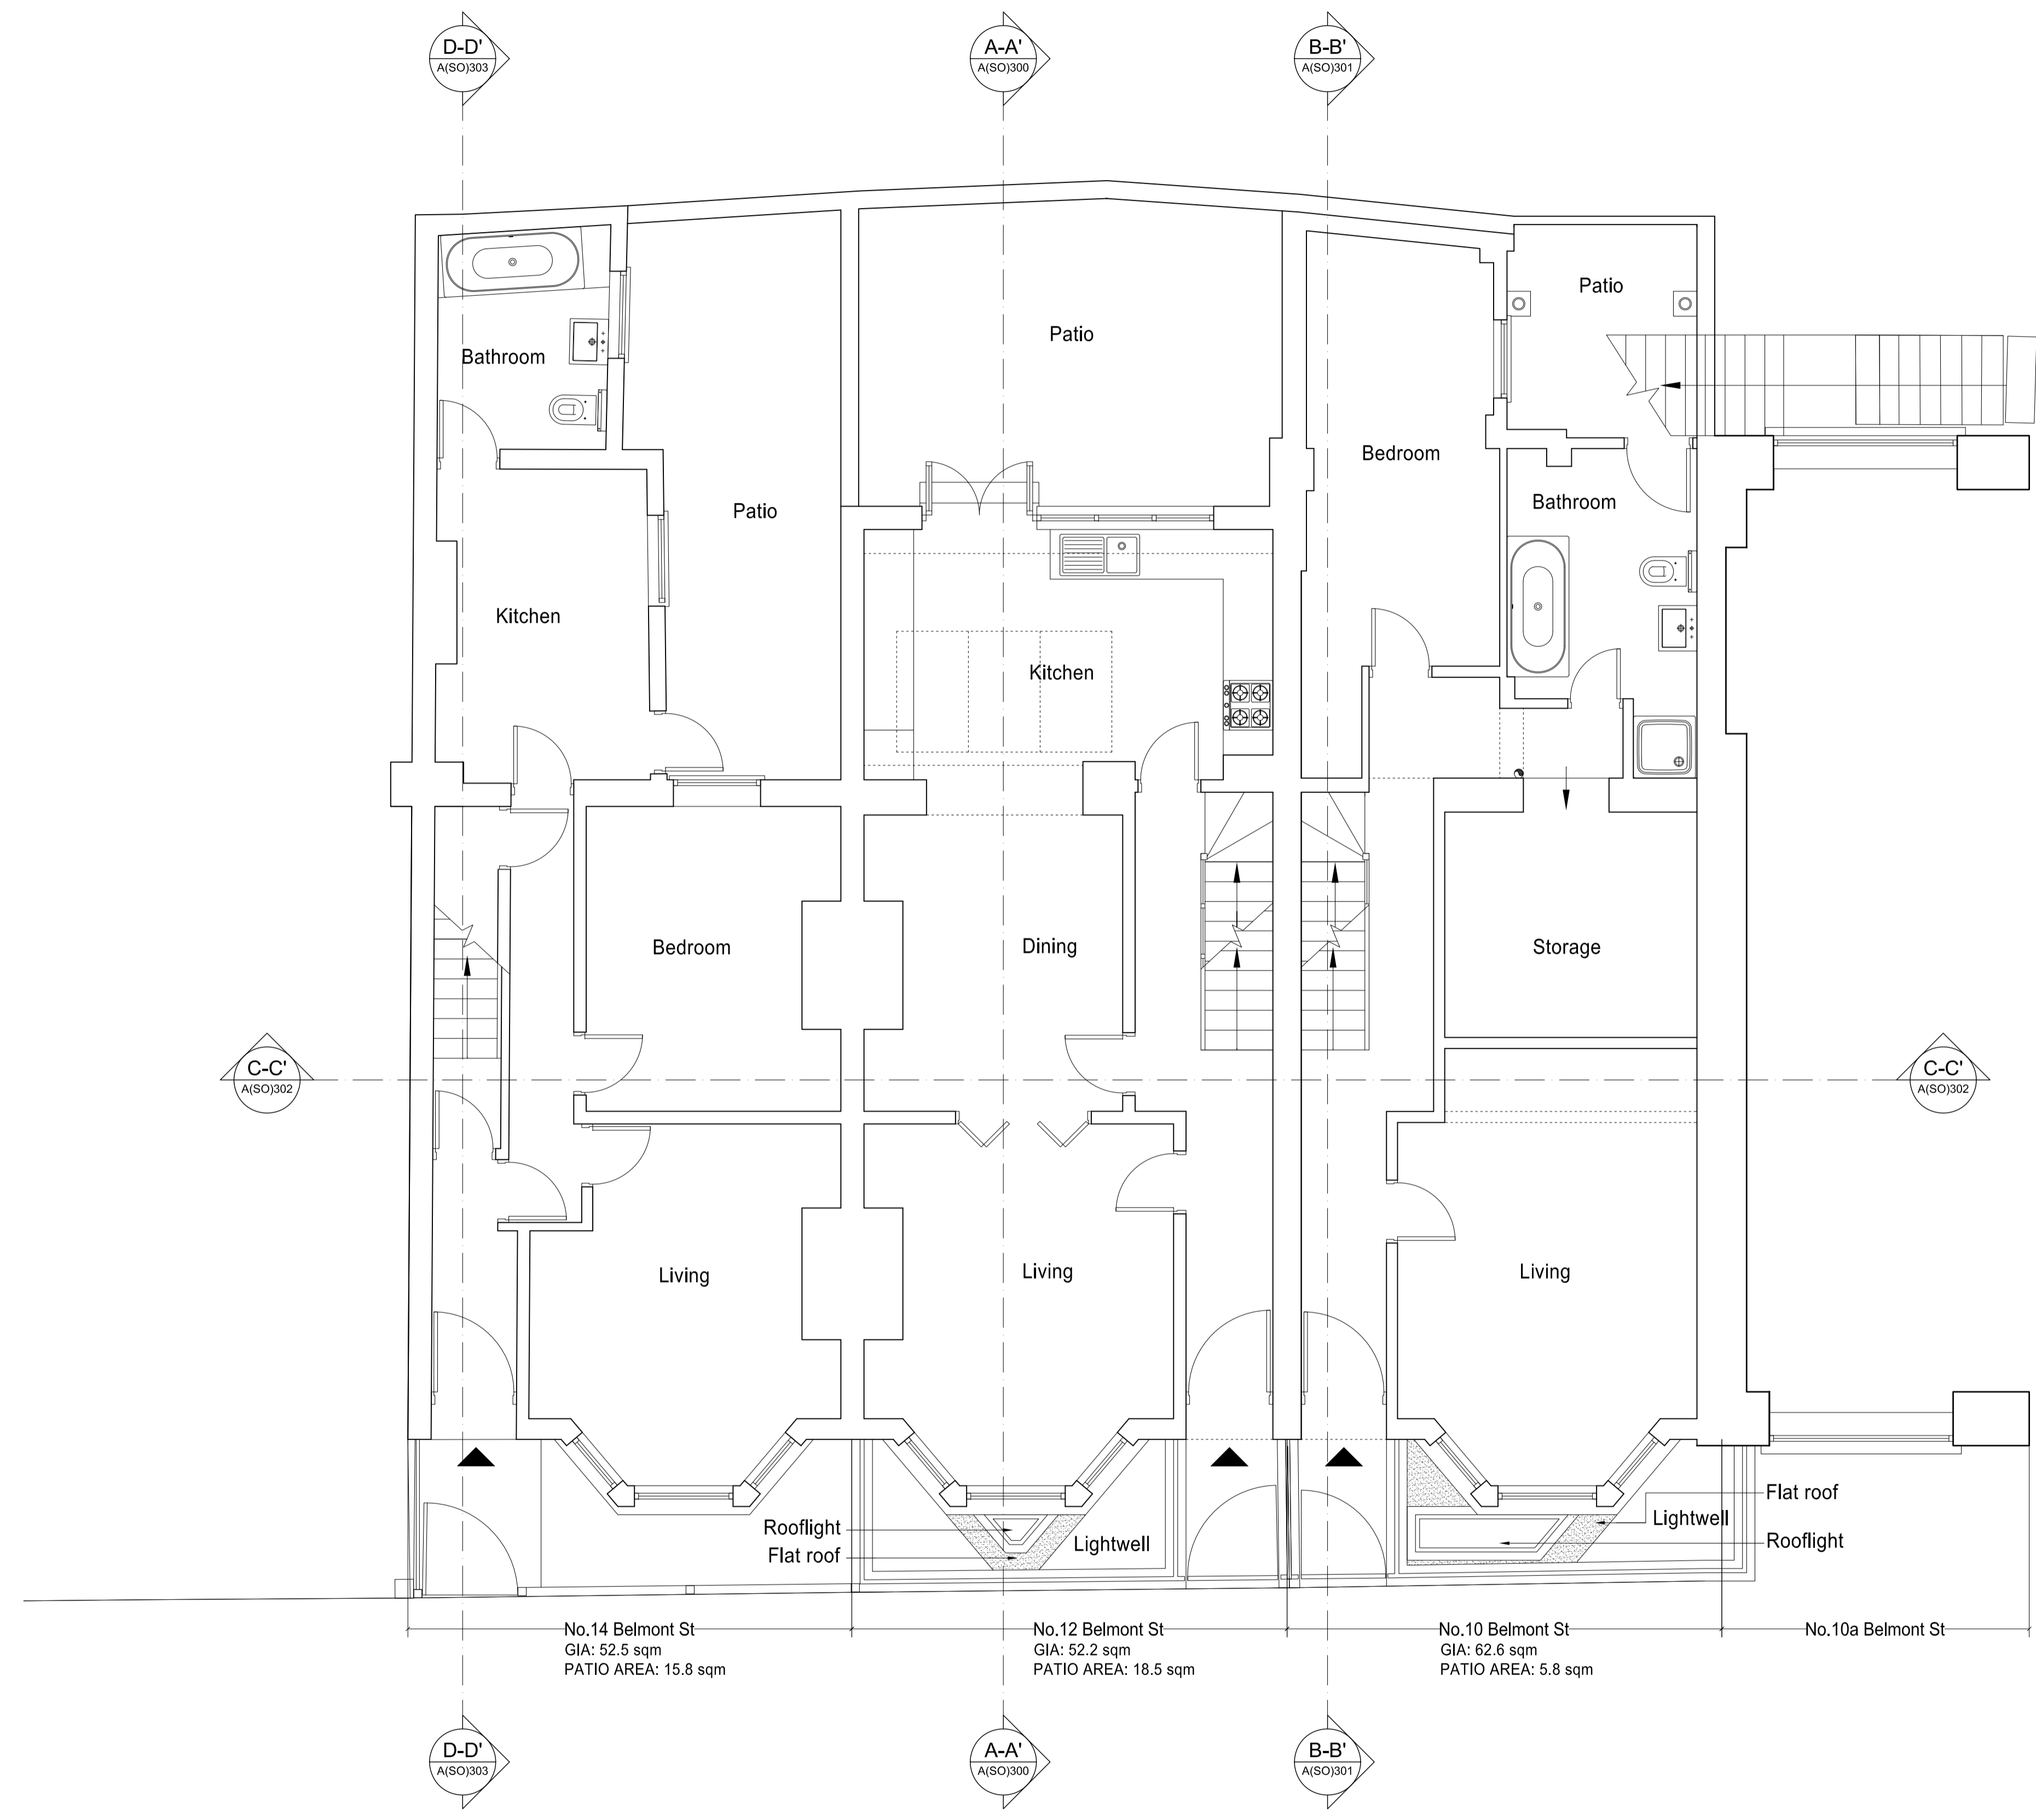 D-D'
A(SO)303
A-A'
A(SO)300
B-B'
A(SO)301
Patio
Patio
Bathroom
Bedroom
Bathroom
Patio
Kitchen
Kitchen
Bedroom
Dining
Storage
C-C'
A(SO)302
C-C'
A(SO)302
Living
Living
Living
Flat roof
Lightwell
Rooflight
Rooflight
Flat roof
Lightwell
No.14 Belmont St
GIA: 52.5 sqm
PATIO AREA: 15.8 sqm
No.12 Belmont St
GIA: 52.2 sqm
PATIO AREA: 18.5 sqm
No.10 Belmont St
GIA: 62.6 sqm
PATIO AREA: 5.8 sqm
No.10a Belmont St
D-D'
A(SO)303
A-A'
A(SO)300
B-B'
A(SO)301